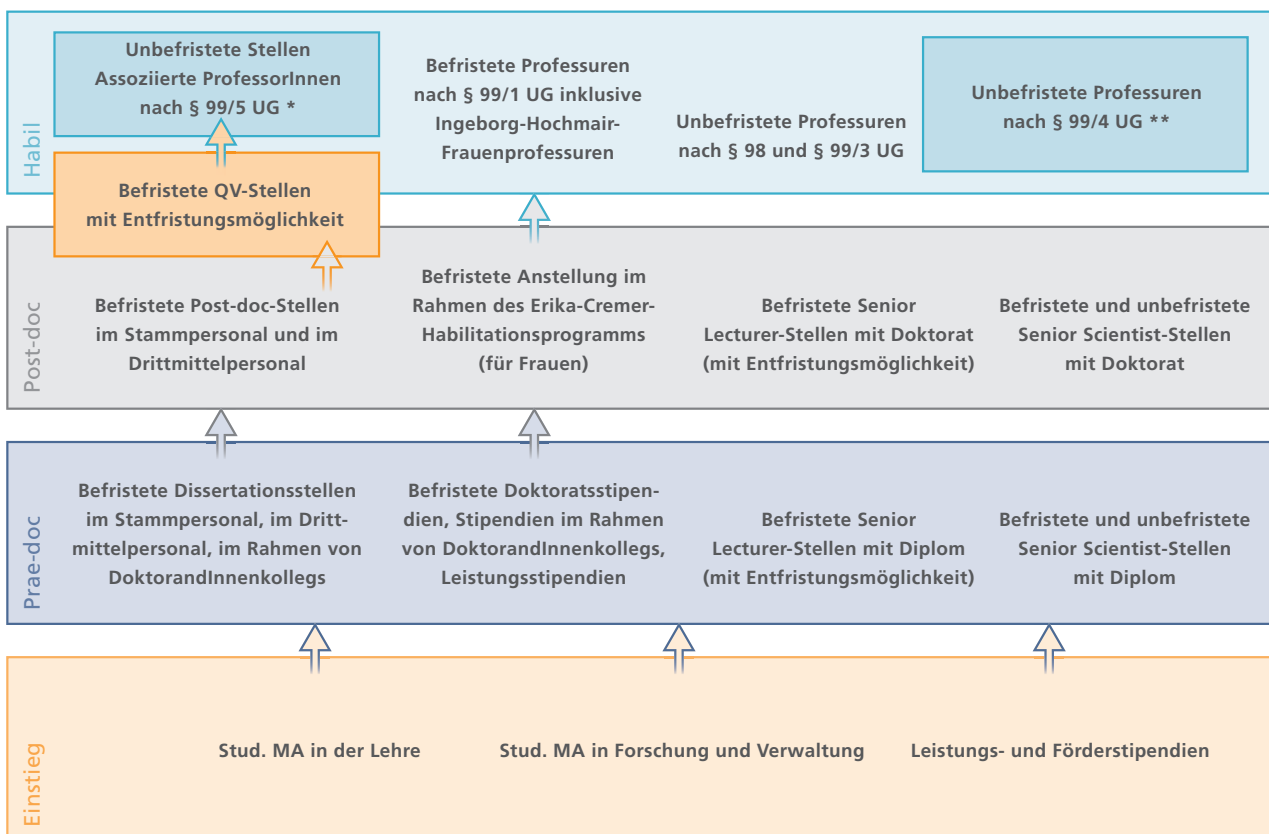 Habil
Unbefristete Stellen
Assoziierte ProfessorInnen
nach § 99/5 UG *
Befristete QV-Stellen
mit Entfristungsmöglichkeit
Befristete Professuren
nach § 99/1 UG inklusive
Ingeborg-Hochmair-
Frauenprofessuren
Unbefristete Professuren
nach § 98 und § 99/3 UG
Unbefristete Professuren
nach § 99/4 UG **
Post-doc
Befristete Post-doc-Stellen
im Stammpersonal und im
Drittmittelpersonal
Befristete Anstellung im
Rahmen des Erika-Cremer-
Habilitationsprogramms
(für Frauen)
Befristete Senior
Lecturer-Stellen mit Doktorat
(mit Entfristungsmöglichkeit)
Befristete und unbefristete
Senior Scientist-Stellen
mit Doktorat
Prae-doc
Befristete Dissertationsstellen
im Stammpersonal, im Dritt-
mittelpersonal, im Rahmen von
DoktorandInnenkollegs
Befristete Doktoratsstipen-
dien, Stipendien im Rahmen
von DoktorandInnenkollegs,
Leistungsstipendien
Befristete Senior
Lecturer-Stellen mit Diplom
(mit Entfristungsmöglichkeit)
Befristete und unbefristete
Senior Scientist-Stellen
mit Diplom
Einstieg
Stud. MA in der Lehre
Stud. MA in Forschung und Verwaltung
Leistungs- und Förderstipendien